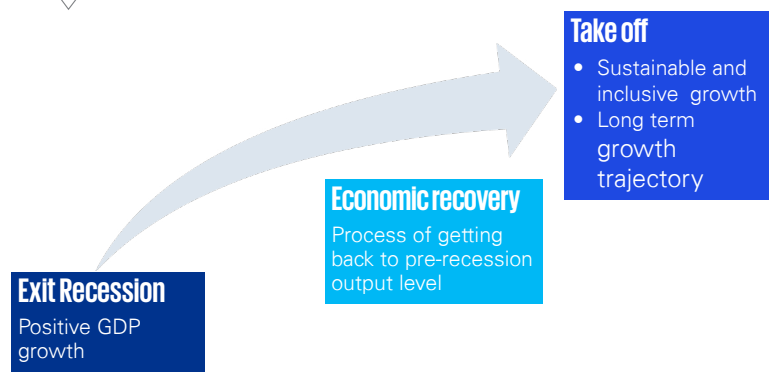 Take off
• Sustainable and
inclusive growth
• Long term
growth
trajectory
Economic recovery
Process of getting
back to pre-recession
output level
Exit Recession
Positive GDP
growth